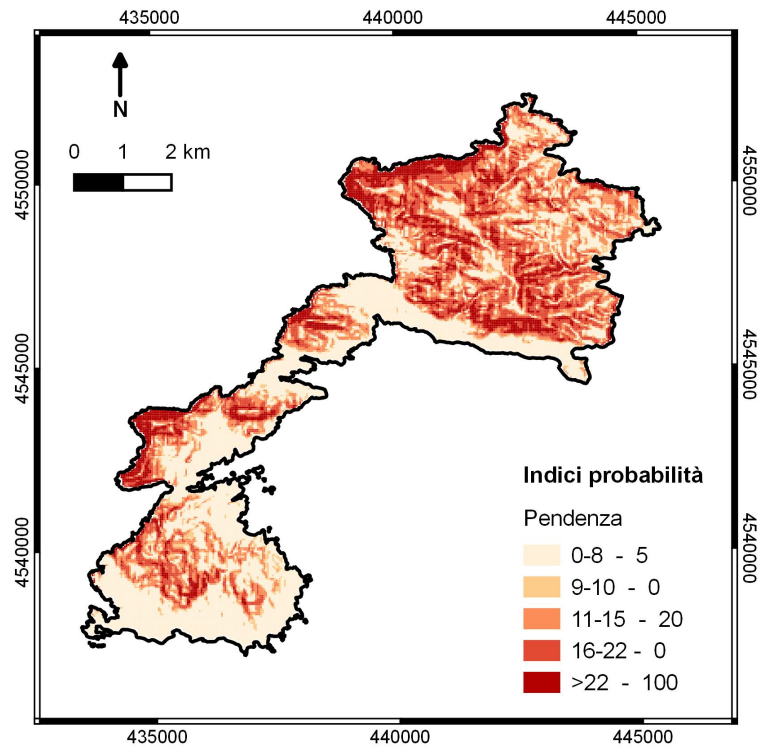 435000 440000 445000
N
0 1 2 km
4550000 4550000
4545000 4545000
Indici probabilità
Pendenza
4540000 4540000
0-8 - 5
9-10 - 0
11-15 - 20
16-22 - 0
>22 - 100
435000 440000 445000